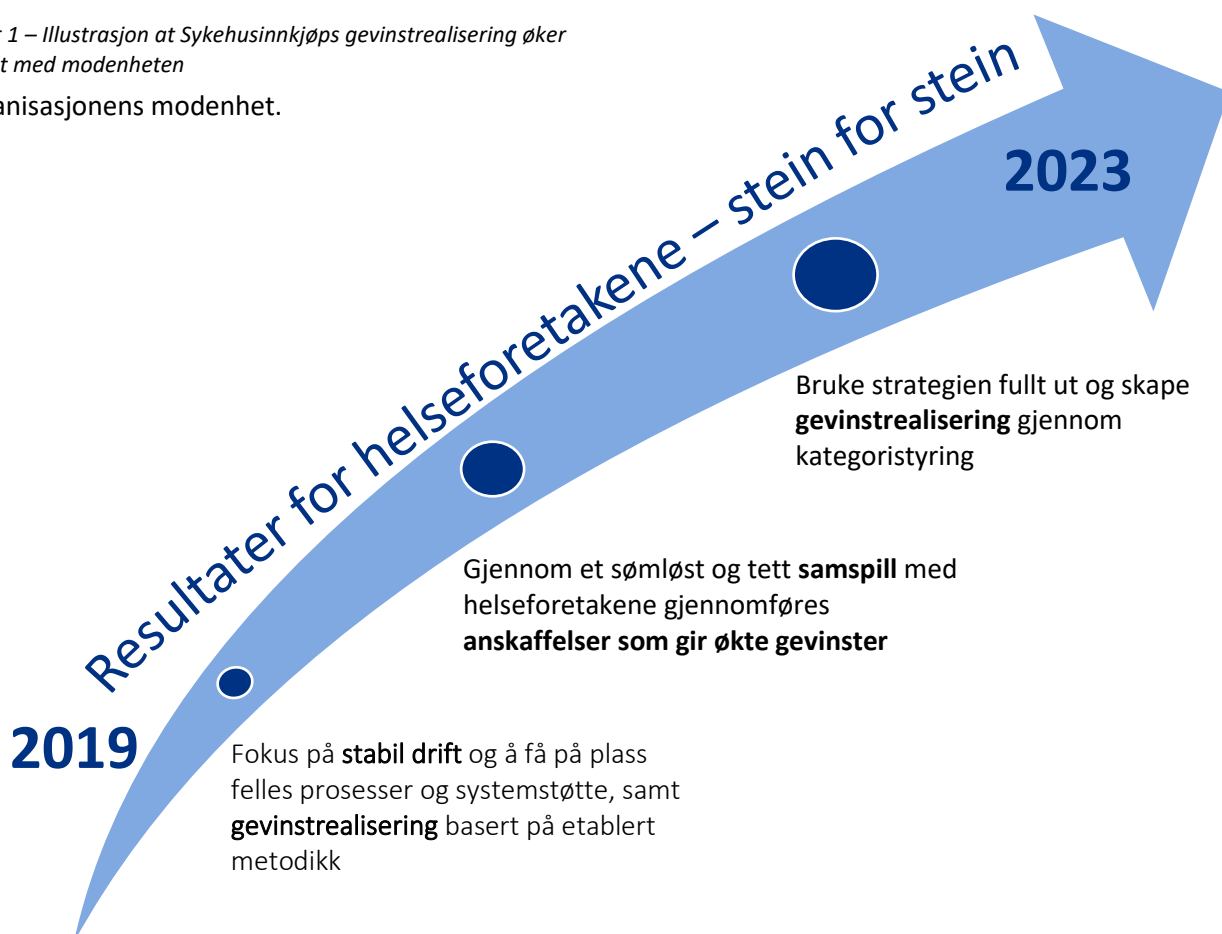 1 – Illustrasjon at Sykehusinnkjøps gevinstrealisering øker
t med modenheten
anisasjonens modenhet.
Resultater for helseforetakene – stein for stein
2023
Bruke strategien fullt ut og skape
gevinstrealisering gjennom
kategoristyring
Gjennom et sømløst og tett samspill med
helseforetakene gjennomføres
anskaffelser som gir økte gevinster
2019
Fokus på stabil drift og å få på plass
felles prosesser og systemstøtte, samt
gevinstrealisering basert på etablert
metodikk